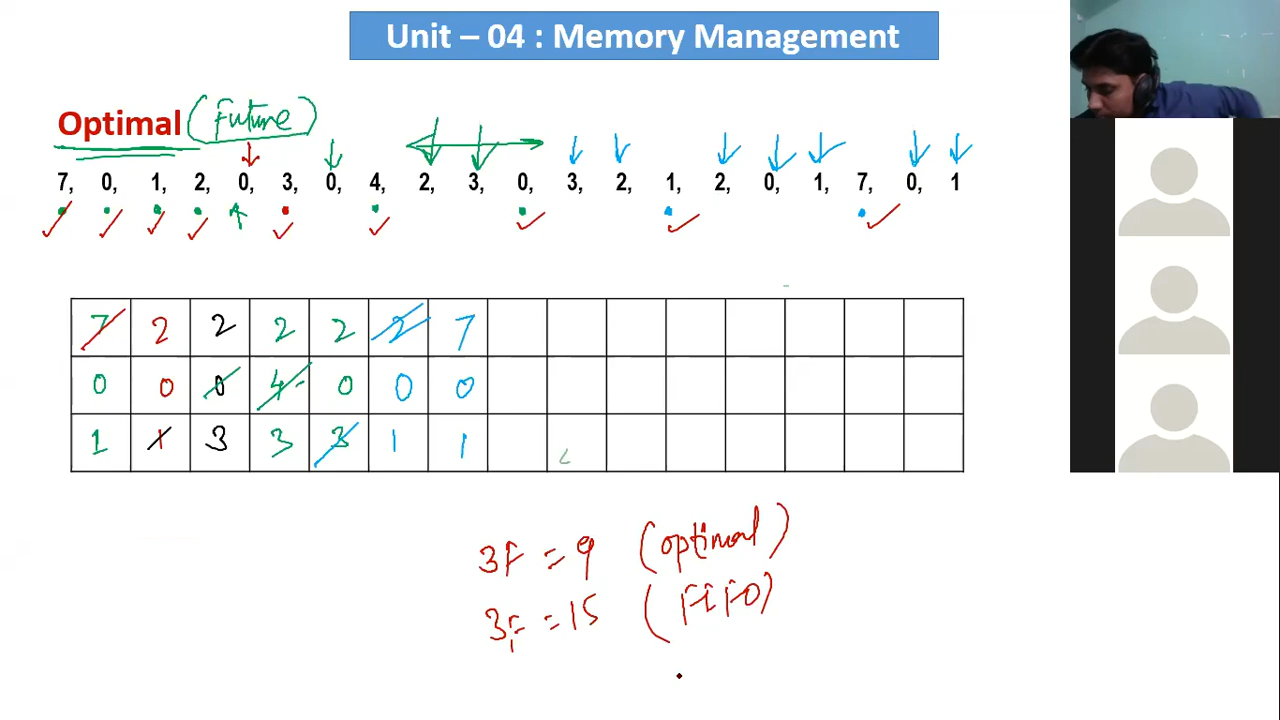 Unit – 04 : Memory Management
Optimal (Future)
7, 0, 1, 2, 0, 3, 0, 4, 2, 3, 0, 3, 2, 1, 2, 0, 1, 7, 0, 1
7 2 2 2 2 2 7
0 0 0 4 0 0 0
1 1 3 3 3 1 1
3F = 9 (optimal)
3F = 15 (FIFO)